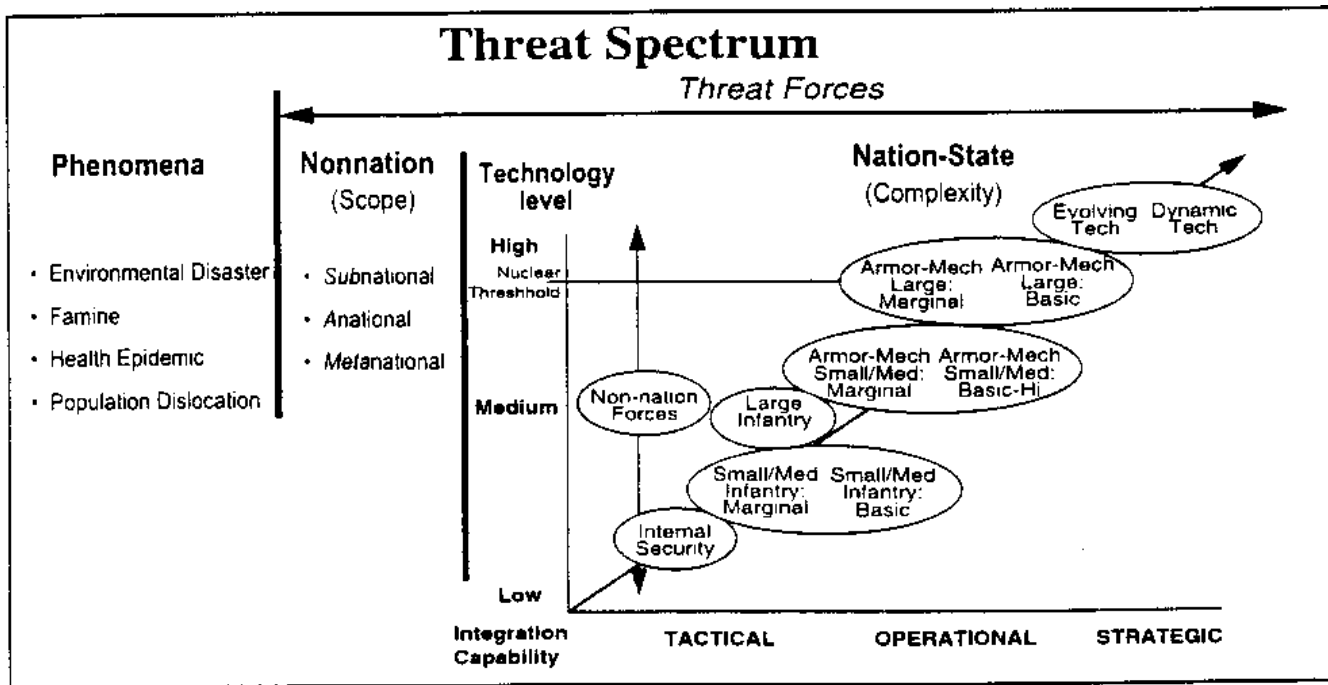 Threat Spectrum
Threat Forces
Phenomena
• Environmental Disaster
• Famine
• Health Epidemic
• Population Dislocation
Nonnation
(Scope)
• Subnational
• Anational
• Metanational
Technology
level
High
Nuclear
Threshhold
Medium
Low
Nation-State
(Complexity)
Evolving
Tech
Dynamic
Tech
Armor-Mech
Large:
Marginal
Armor-Mech
Large:
Basic
Armor-Mech
Small/Med:
Marginal
Armor-Mech
Small/Med:
Basic-Hi
Non-nation
Forces
Large
Infantry
Small/Med
Infantry:
Marginal
Small/Med
Infantry:
Basic
Internal
Security
Integration
Capability
TACTICAL
OPERATIONAL
STRATEGIC